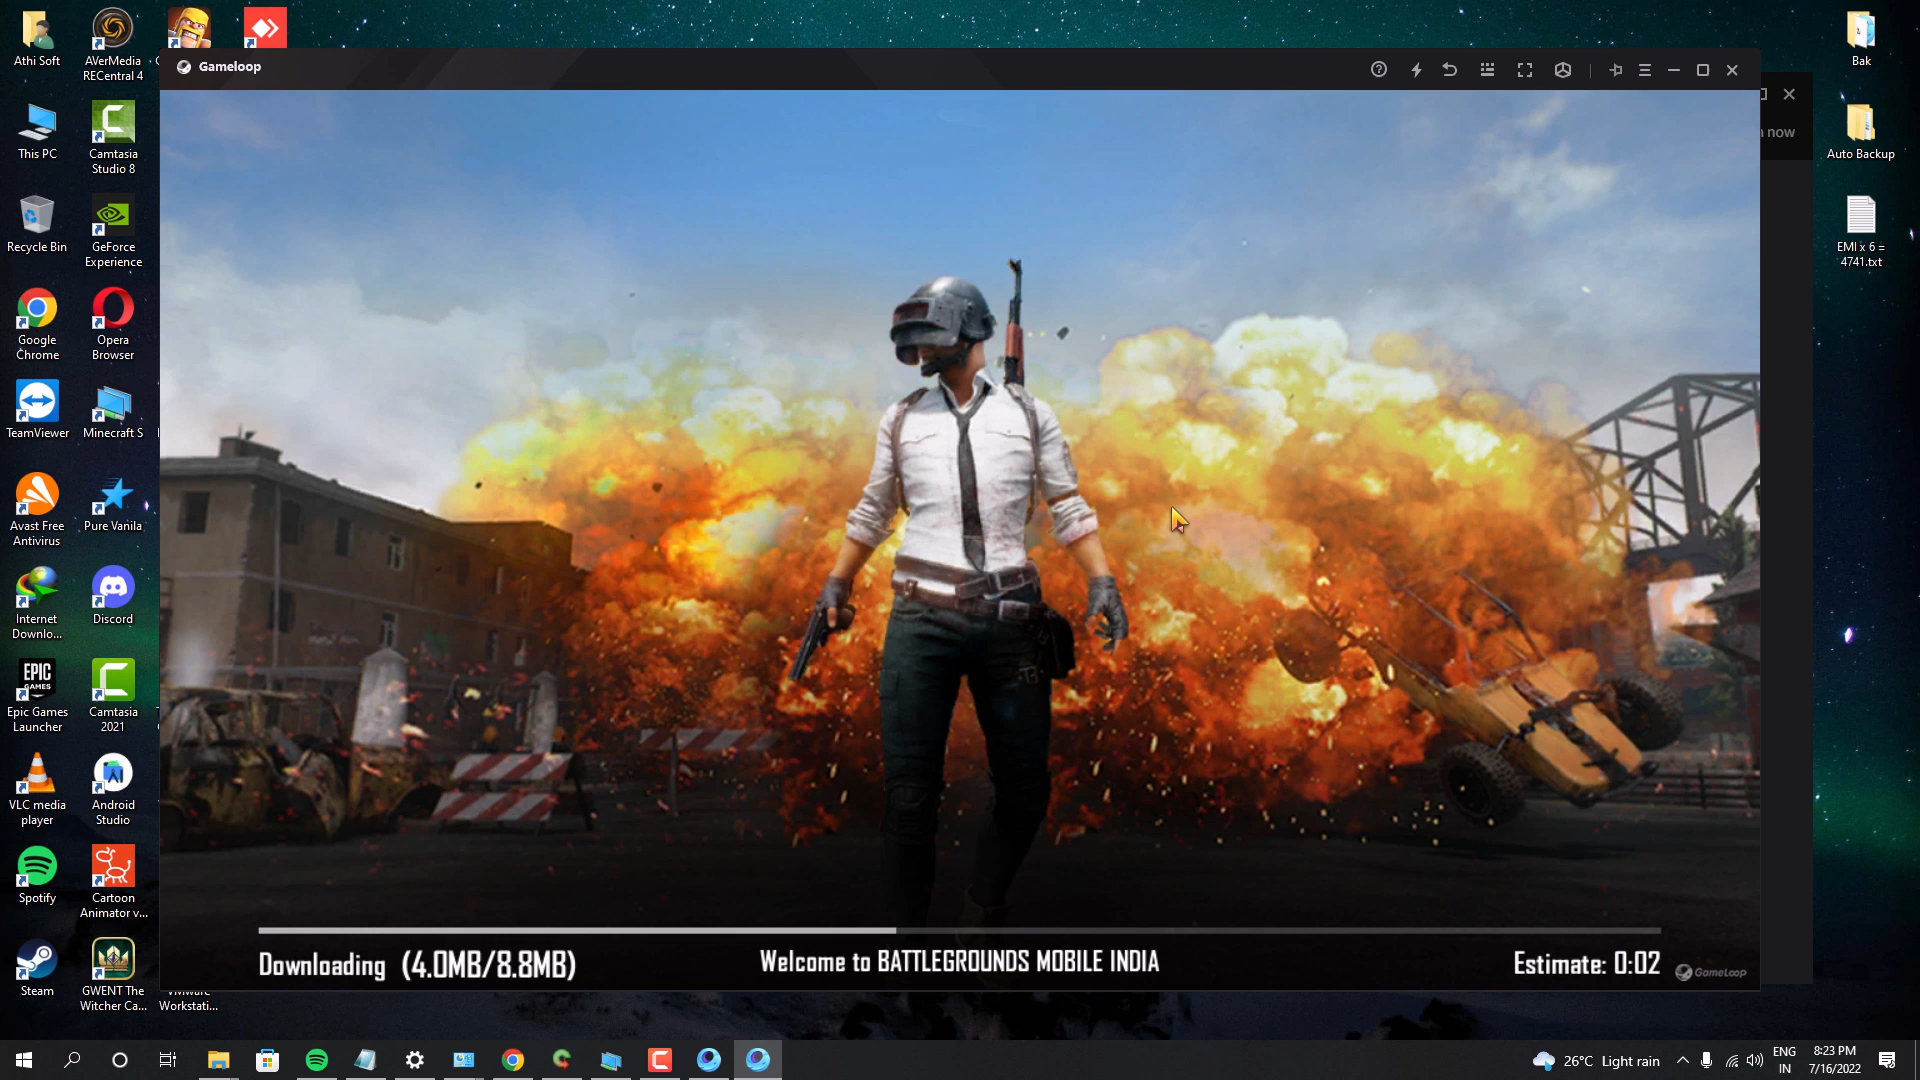 Athi Soft
AVerMedia
RECentral 4
This PC
Camtasia
Studio 8
Recycle Bin
GeForce
Experience
Google
Chrome
Opera
Browser
TeamViewer
Minecraft S
Avast Free
Antivirus
Pure Vanila
Internet
Downlo...
Discord
EPIC
GAMES
Epic Games
Launcher
Camtasia
2021
VLC media
player
Android
Studio
Spotify
Cartoon
Animator v...
Steam
GWENT The
Witcher Ca...
Workstati...
Gameloop
now
Bak
Auto Backup
EMI x 6 =
4741.txt
Downloading (4.0MB/8.8MB)
Welcome to BATTLEGROUNDS MOBILE INDIA
Estimate: 0:02
GameLoop
26°C Light rain
ENG
IN
8:23 PM
7/16/2022